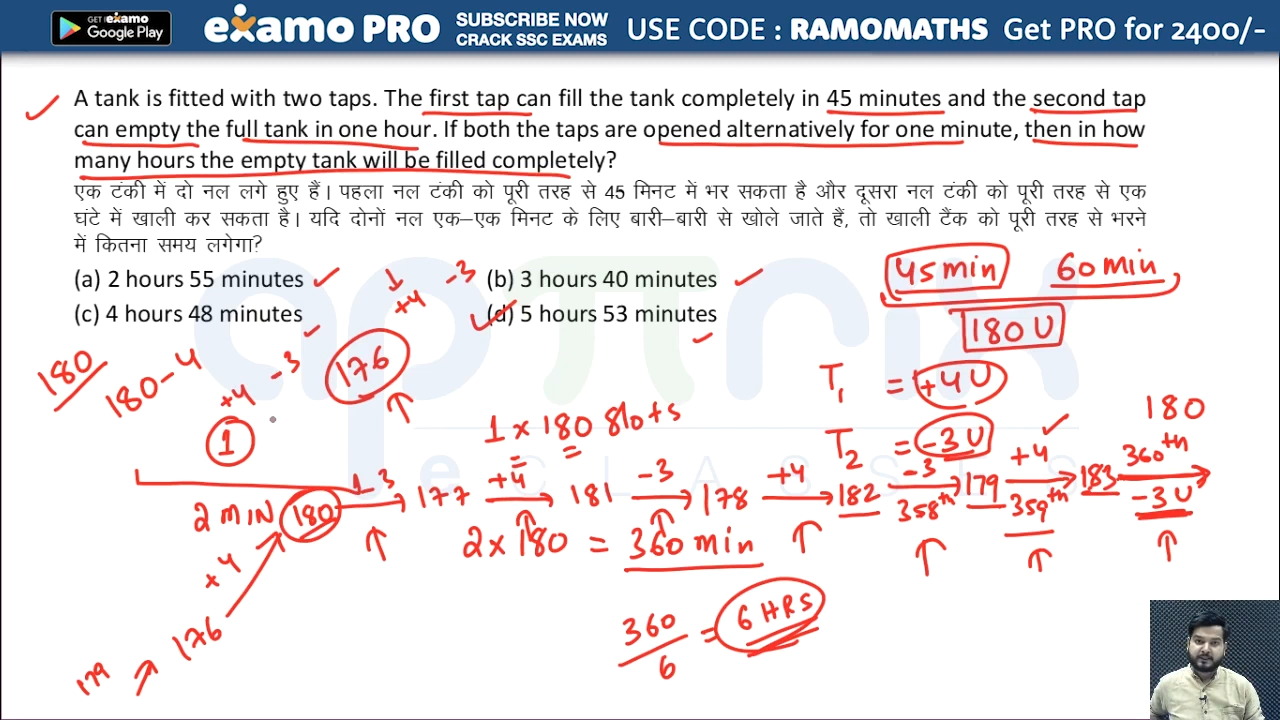 GET IT ON
Google Play
examo PRO
SUBSCRIBE NOW
CRACK SSC EXAMS
USE CODE : RAMOMATHS Get PRO for 2400/-
A tank is fitted with two taps. The first tap can fill the tank completely in 45 minutes and the second tap
can empty the full tank in one hour. If both the taps are opened alternatively for one minute, then in how
many hours the empty tank will be filled completely?
एक टंकी में दो नल लगे हुए हैं। पहला नल टंकी को पूरी तरह से 45 मिनट में भर सकता है और दूसरा नल टंकी को पूरी तरह से एक
घंटे में खाली कर सकता है। यदि दोनों नल एक–एक मिनट के लिए बारी–बारी से खोले जाते हैं, तो खाली टैंक को पूरी तरह से भरने
में कितना समय लगेगा?
(a) 2 hours 55 minutes (b) 3 hours 40 minutes
(c) 4 hours 48 minutes (d) 5 hours 53 minutes
45 min 60 min
180 U
1
+4 -3
180
180-4
+4 -3
176
T1 = +4U
T2 = -3U
1
1 × 180 Slots
2 MIN
180
177 +4 181 -3 178 +4 182 -3 179 +4 183
358th 359th 360th
180
-3U
2 × 180 = 360 min
+4
176
179
360/6 = 6 HRS
aptrix
CLASSES